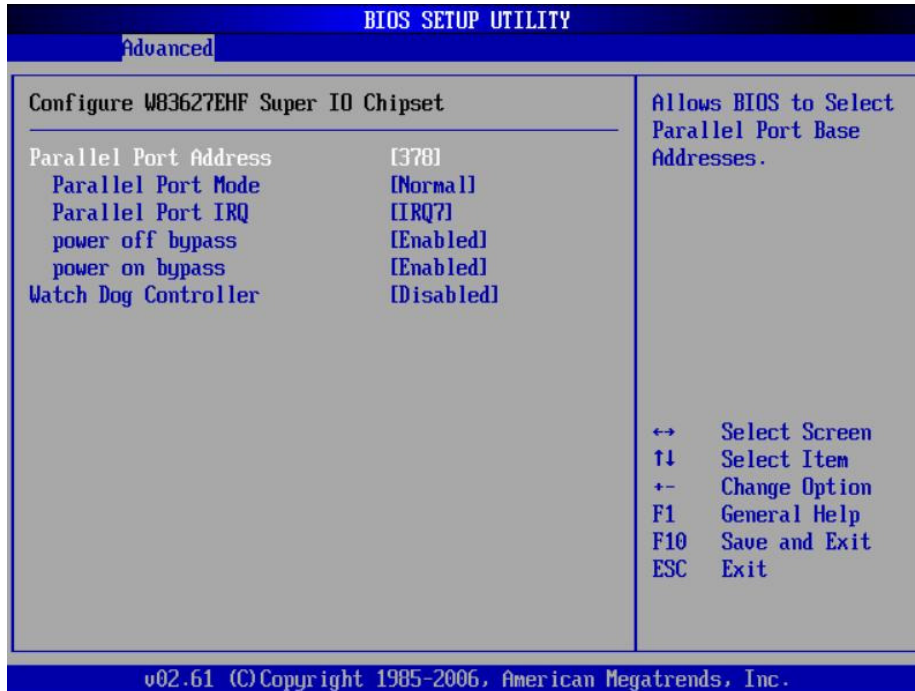 BIOS SETUP UTILITY
Advanced
Configure W83627EHF Super IO Chipset
Parallel Port Address [378]
Parallel Port Mode [Normal]
Parallel Port IRQ [IRQ7]
power off bypass [Enabled]
power on bypass [Enabled]
Watch Dog Controller [Disabled]
Allows BIOS to Select
Parallel Port Base
Addresses.
←→ Select Screen
↑↓ Select Item
+- Change Option
F1 General Help
F10 Save and Exit
ESC Exit
v02.61 (C)Copyright 1985-2006, American Megatrends, Inc.